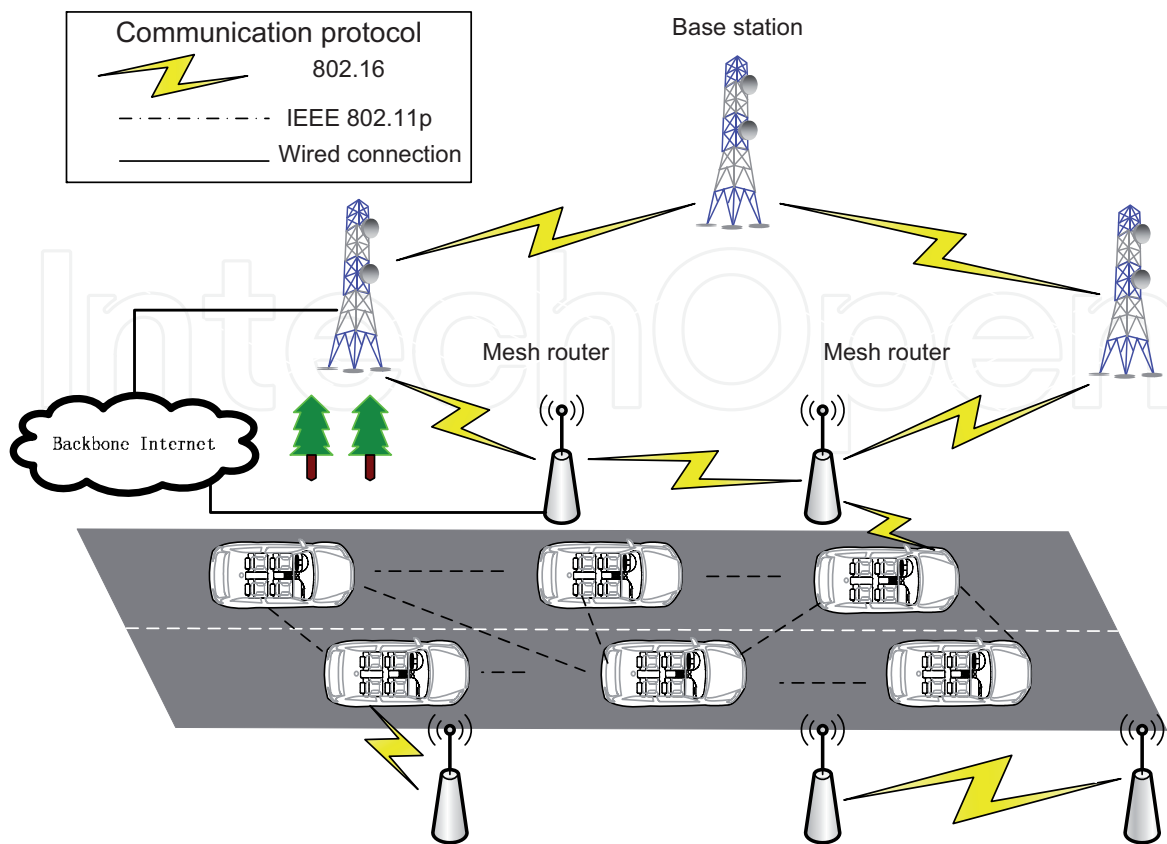 Communication protocol
802.16
IEEE 802.11p
Wired connection
Base station
IntechOpen
Mesh router
Mesh router
Backbone Internet